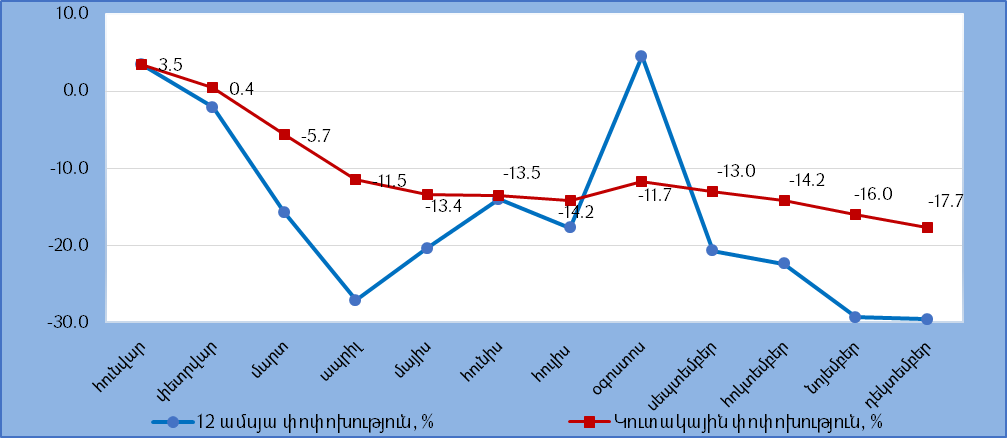 10.0
0.0
-10.0
-20.0
-30.0
3.5
0.4
-5.7
-11.5
-13.4
-13.5
-14.2
-11.7
-13.0
-14.2
-16.0
-17.7
հունվար
փետրվար
մարտ
ապրիլ
մայիս
հունիս
հուլիս
օգոստոս
սեպտեմբեր
հոկտեմբեր
նոյեմբեր
դեկտեմբեր
12 ամսյա փոփոխություն, %
Կուտակային փոփոխություն, %